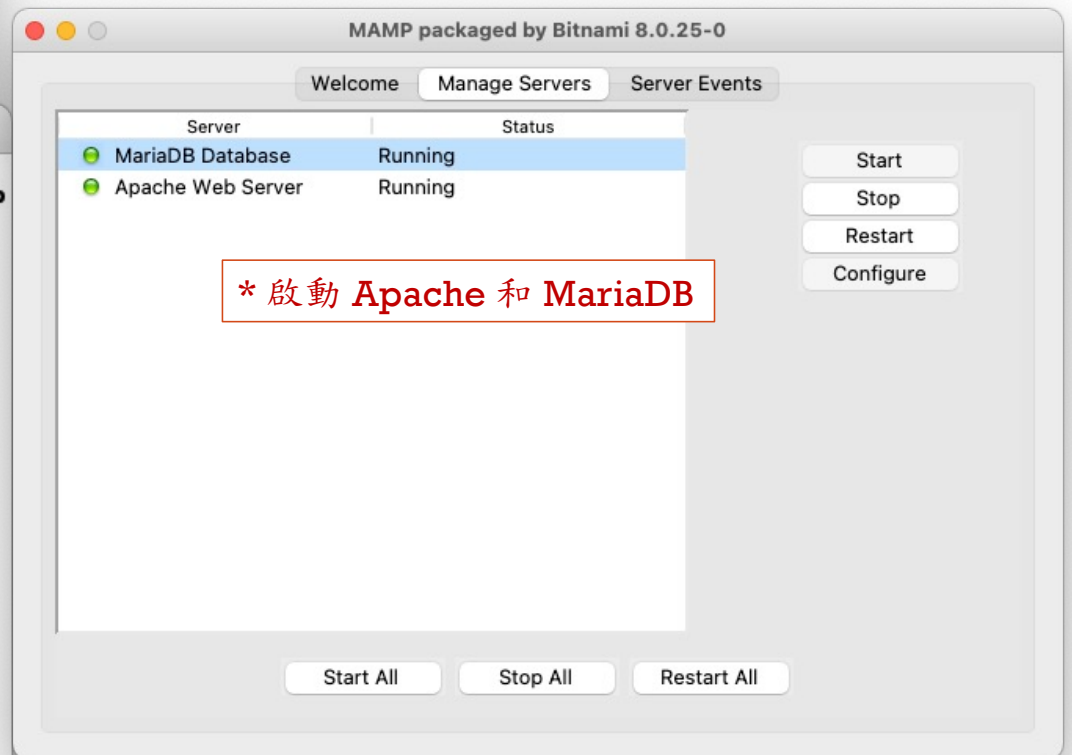 MAMP packaged by Bitnami 8.0.25-0
Welcome Manage Servers Server Events
Server Status
MariaDB Database Running
Apache Web Server Running
Start
Stop
Restart
Configure
* 啟動 Apache 和 MariaDB
Start All Stop All Restart All